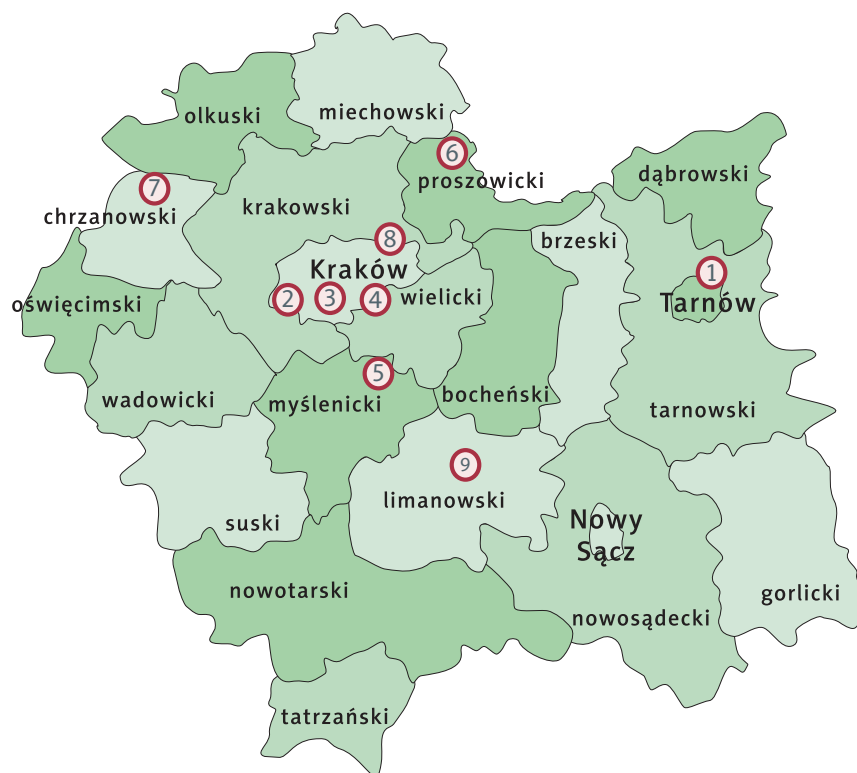 olkuski
miechowski
6
proszowicki
dąbrowski
7
chrzanowski
krakowski
8
brzeski
Kraków
1
oświęcimski
2
3
4
wielicki
Tarnów
5
wadowicki
myślenicki
bocheński
tarnowski
9
limanowski
suski
Nowy
Sącz
nowotarski
gorlicki
nowosądecki
tatrzański